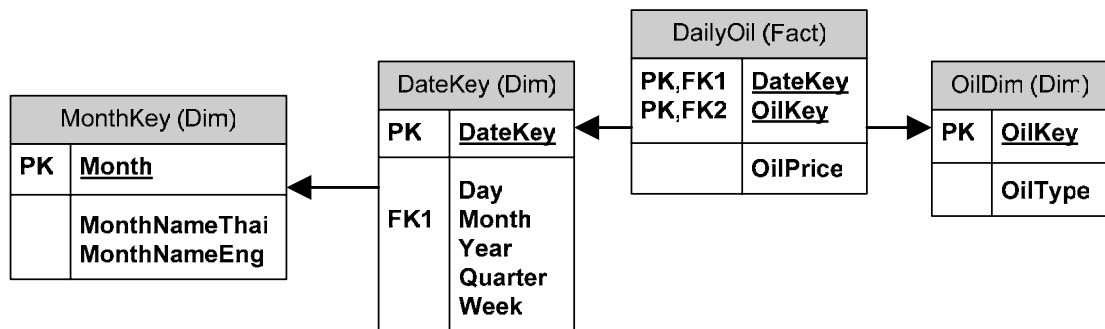 MonthKey (Dim)
PK Month
MonthNameThai
MonthNameEng
DateKey (Dim)
PK DateKey
Day
FK1 Month
Year
Quarter
Week
DailyOil (Fact)
PK,FK1 DateKey
PK,FK2 OilKey
OilPrice
OilDim (Dim)
PK OilKey
OilType